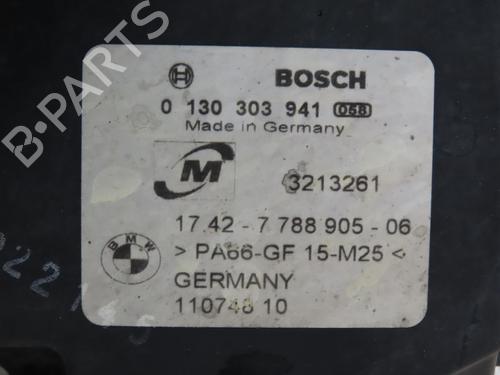 BOSCH
0 130 303 941 058
Made in Germany
M
3213261
17.42 - 7 788 905 - 06
BMW
> PA66-GF 15-M25 <
GERMANY
110748 10
B-PARTS